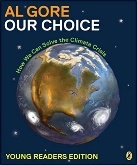 AL GORE
OUR CHOICE
How We Can Solve the Climate Crisis
YOUNG READERS EDITION